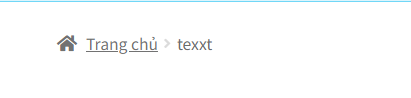 Trang chủ > texxt